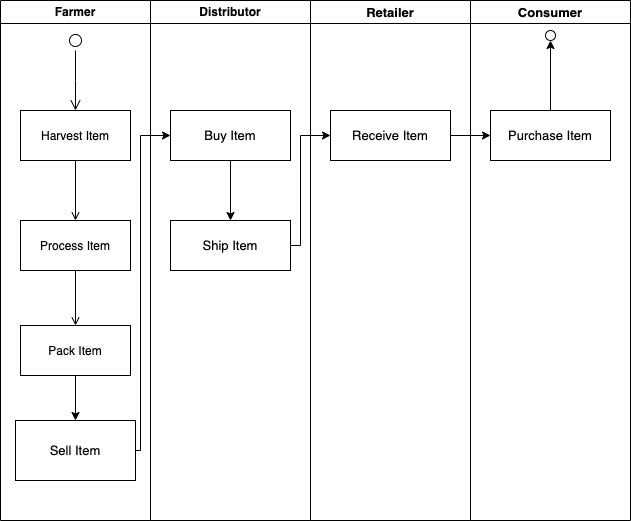 Farmer
Distributor
Retailer
Consumer
Harvest Item
Buy Item
Receive Item
Purchase Item
Process Item
Ship Item
Pack Item
Sell Item